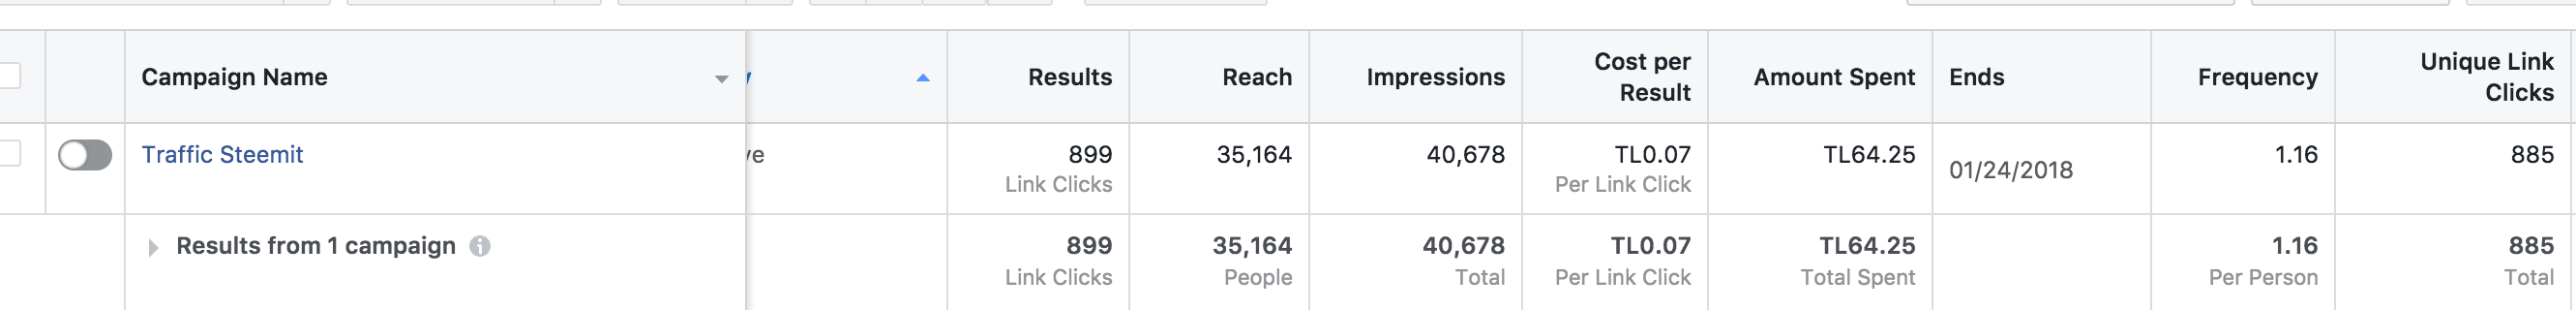 Campaign Name Results Reach Impressions Cost per Result Amount Spent Ends Frequency Unique Link Clicks
Traffic Steemit 899 35,164 40,678 TL0.07 TL64.25 01/24/2018 1.16 885
Link Clicks Per Link Click
Results from 1 campaign 899 35,164 40,678 TL0.07 TL64.25 1.16 885
Link Clicks People Total Per Link Click Total Spent Per Person Total